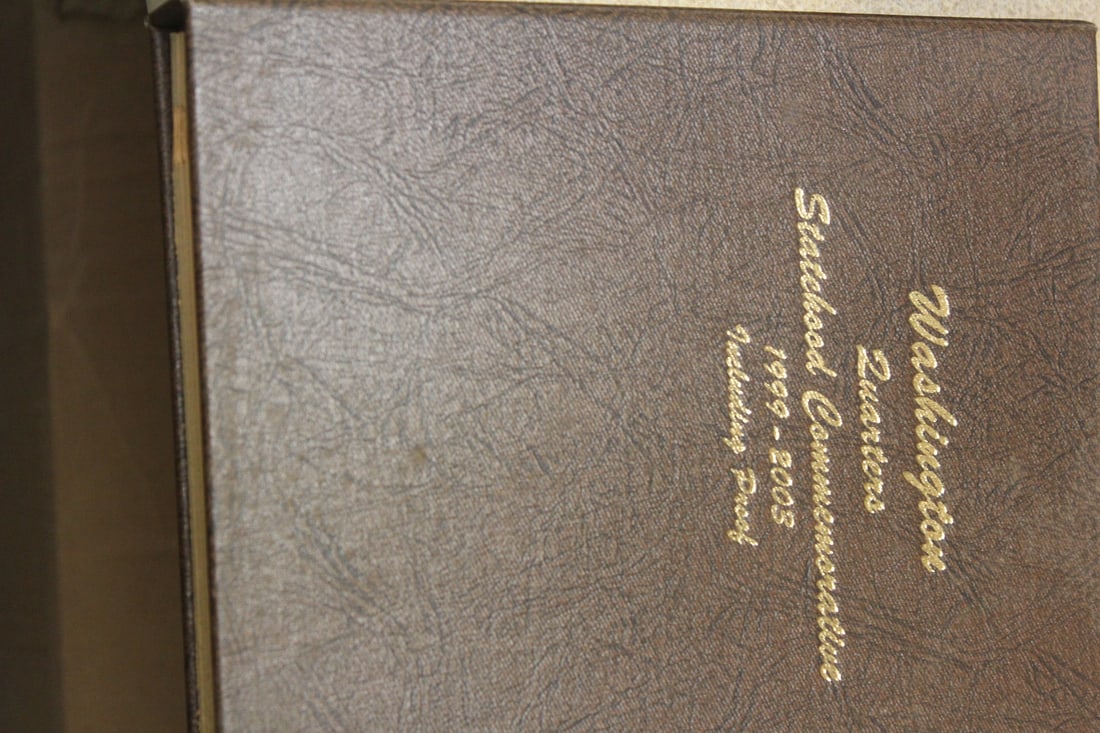 Washington
Quarters
Statehood Commemorative
1999-2003
Including Proof